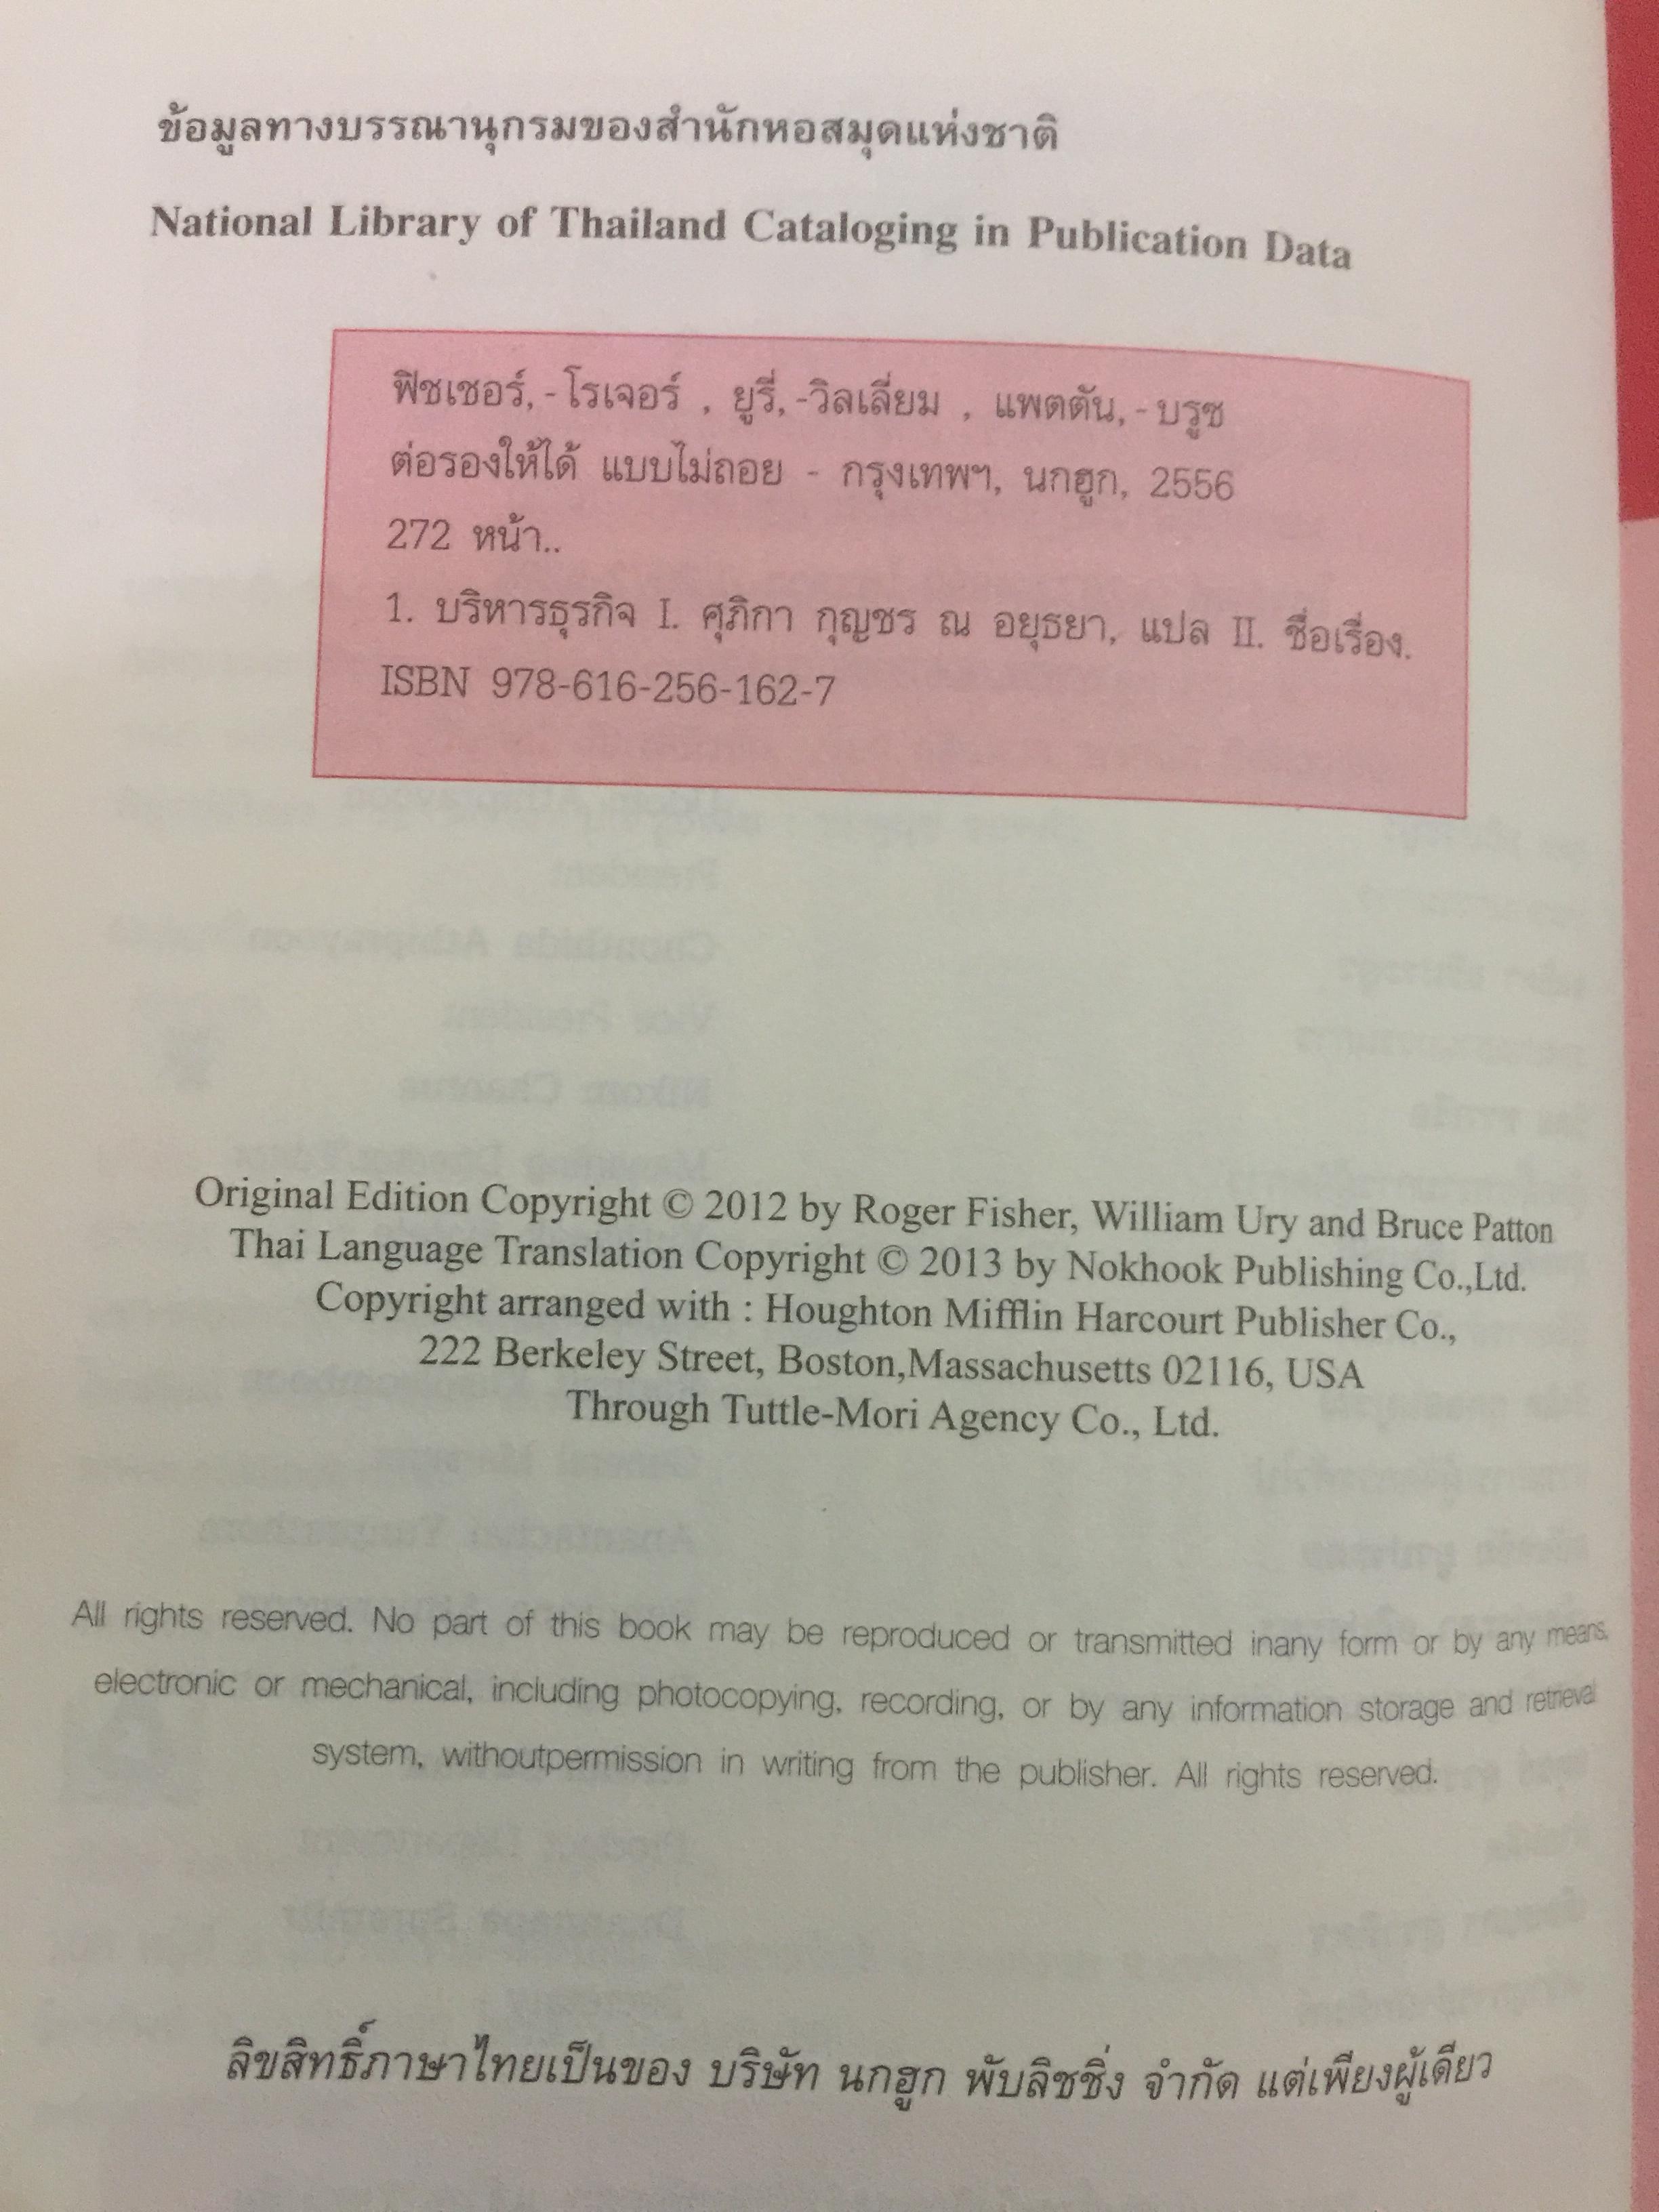 ข้อมูลทางบรรณานุกรมของสำนักหอสมุดแห่งชาติ
National Library of Thailand Cataloging in Publication Data
ฟิชเชอร์, - โรเจอร์ , ยูรี่, -วิลเลี่ยม , แพตตัน, - บรูซ
ต่อรองให้ได้ แบบไม่ถอย - กรุงเทพฯ, นกฮูก, 2556
272 หน้า..
1. บริหารธุรกิจ I. ศุภิกา กุญชร ณ อยุธยา, แปล II. ชื่อเรื่อง.
ISBN 978-616-256-162-7
Original Edition Copyright © 2012 by Roger Fisher, William Ury and Bruce Patton
Thai Language Translation Copyright © 2013 by Nokhook Publishing Co.,Ltd.
Copyright arranged with : Houghton Mifflin Harcourt Publisher Co.,
222 Berkeley Street, Boston,Massachusetts 02116, USA
Through Tuttle-Mori Agency Co., Ltd.
All rights reserved. No part of this book may be reproduced or transmitted inany form or by any means,
electronic or mechanical, including photocopying, recording, or by any information storage and retrieval
system, withoutpermission in writing from the publisher. All rights reserved.
ลิขสิทธิ์ภาษาไทยเป็นของ บริษัท นกฮูก พับลิชชิ่ง จำกัด แต่เพียงผู้เดียว